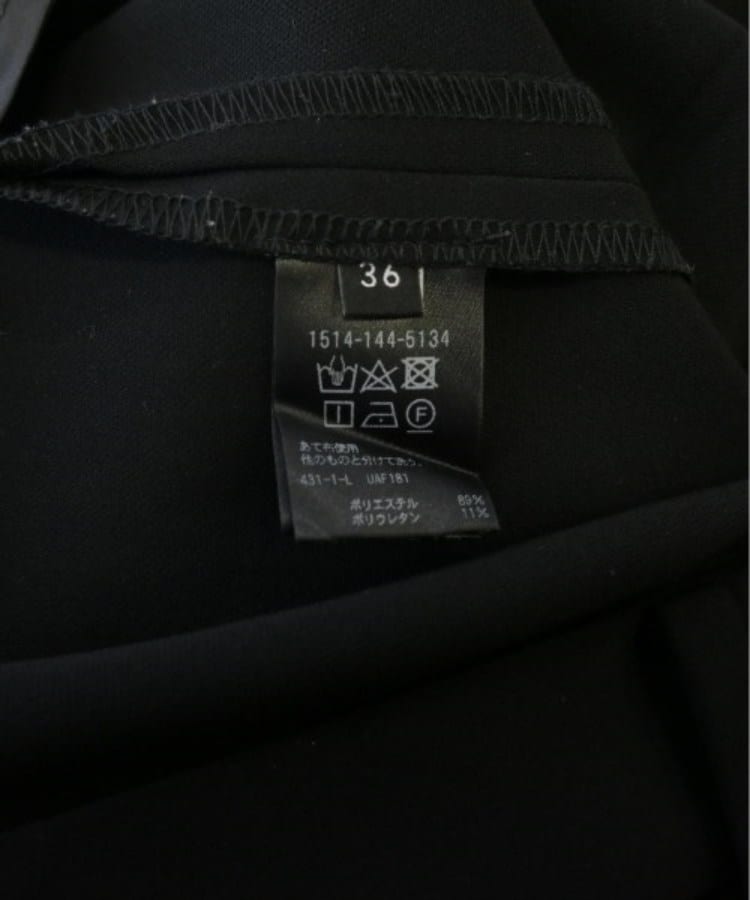 36
1514-144-5134
F
あて布使用
他のものと分けて洗う。
431-1-L UAF181
ポリエステル 89%
ポリウレタン 11%